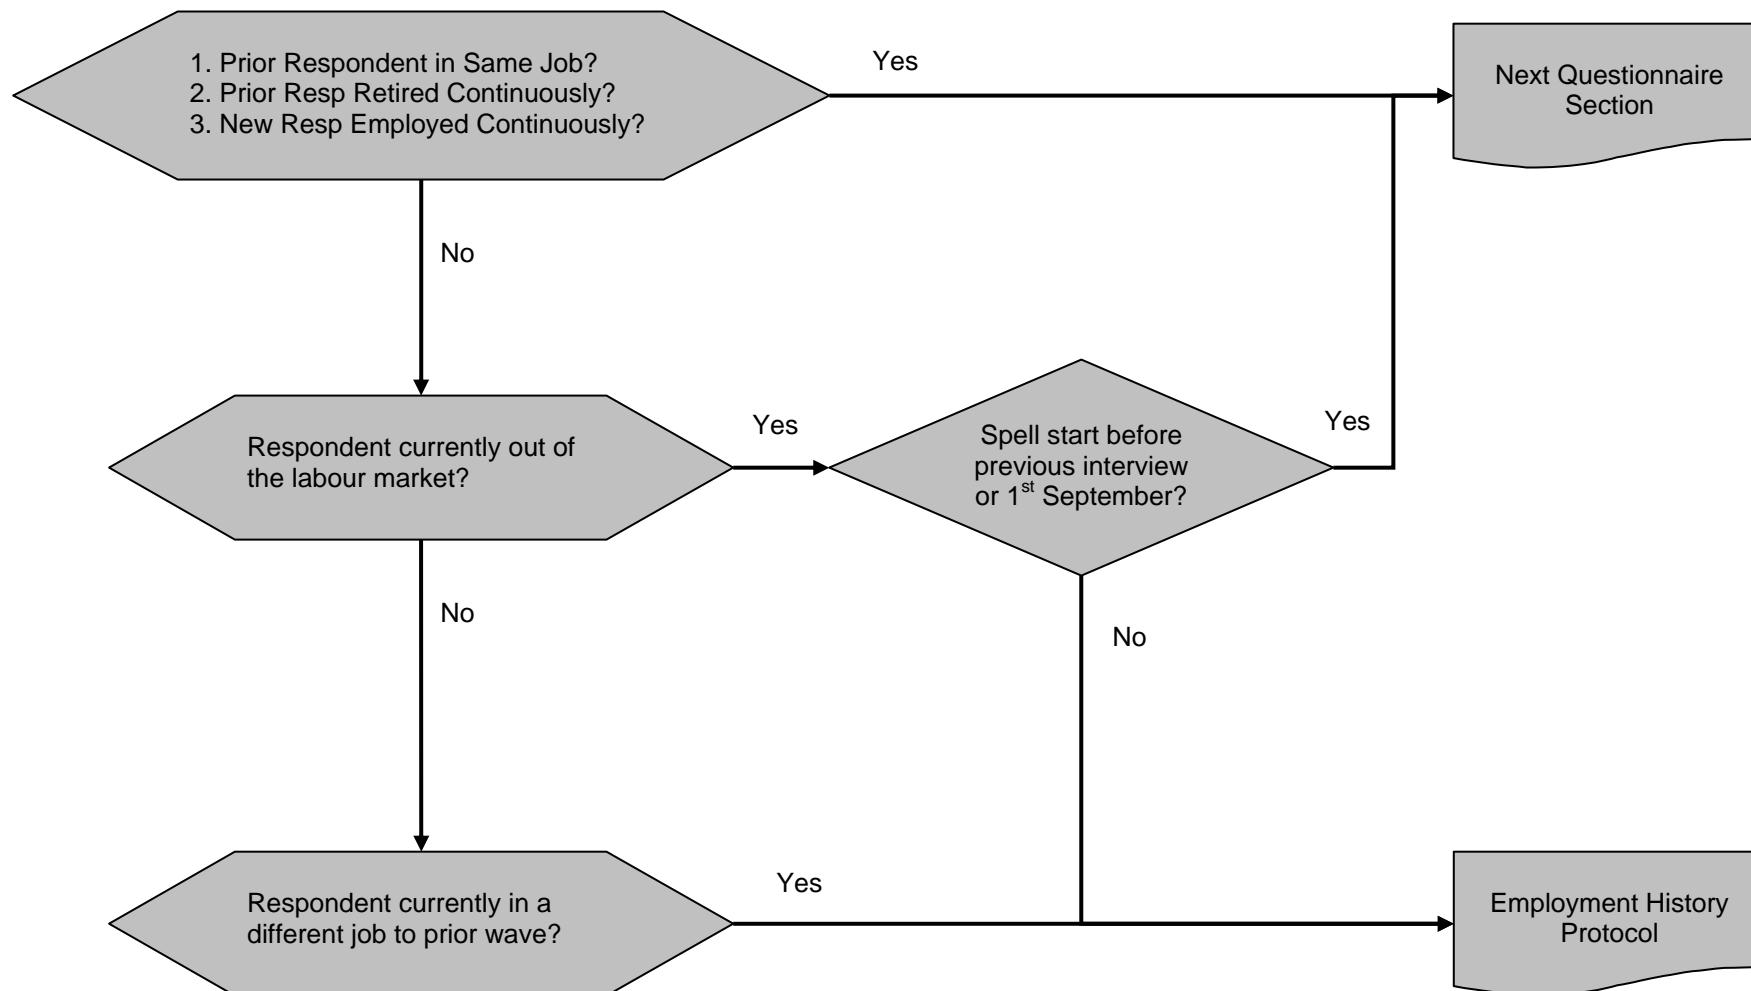 1. Prior Respondent in Same Job?
2. Prior Resp Retired Continuously?
3. New Resp Employed Continuously?
Yes
Next Questionnaire
Section
No
Respondent currently out of
the labour market?
Yes
Spell start before
previous interview
or 1st September?
Yes
No
No
Respondent currently in a
different job to prior wave?
Yes
Employment History
Protocol